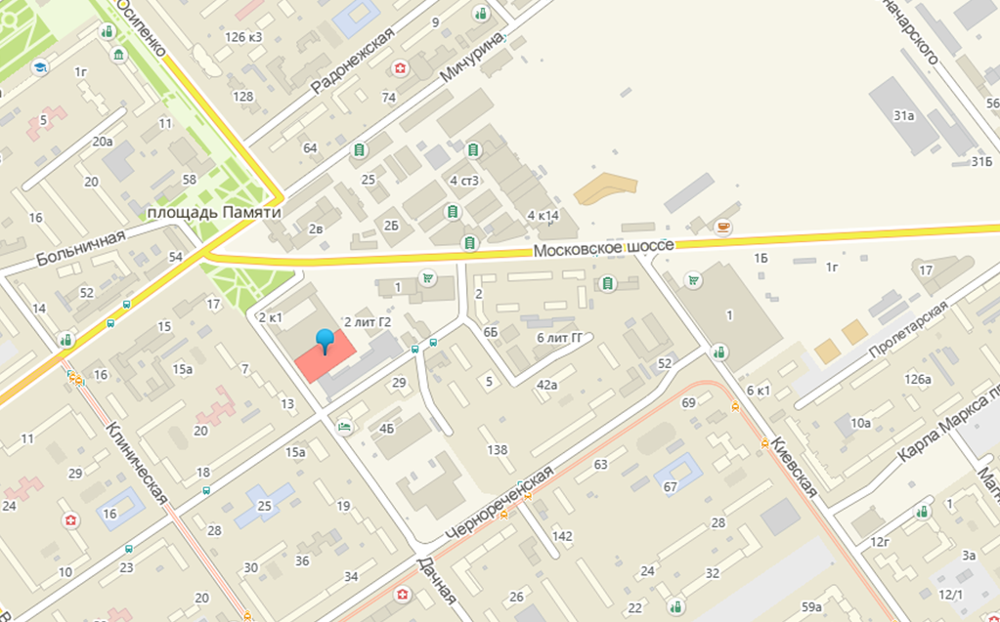 Осипенко
126 к3
9
Радонежская
Мичурина
1г
128
74
5
11
20а
64
20
58
16
25
4 ст3
площадь Памяти
2в
2Б
4 к14
31а
31Б
56
Больничная
54
Московское шоссе
1Б
1г
17
52
14
1
2
2 к1
17
15
2 лит Г2
6Б
6 лит ГГ
1
Пролетарская
16
15а
7
29
5
42а
52
126а
13
6 к1
69
11
20
Клиническая
4Б
138
10а
Карла Маркса
15а
63
Киевская
29
18
67
24
16
25
19
Чернореченская
1
28
142
28
12г
10
23
30
36
34
Дачная
24
32
3а
20
26
22
59а
12/1